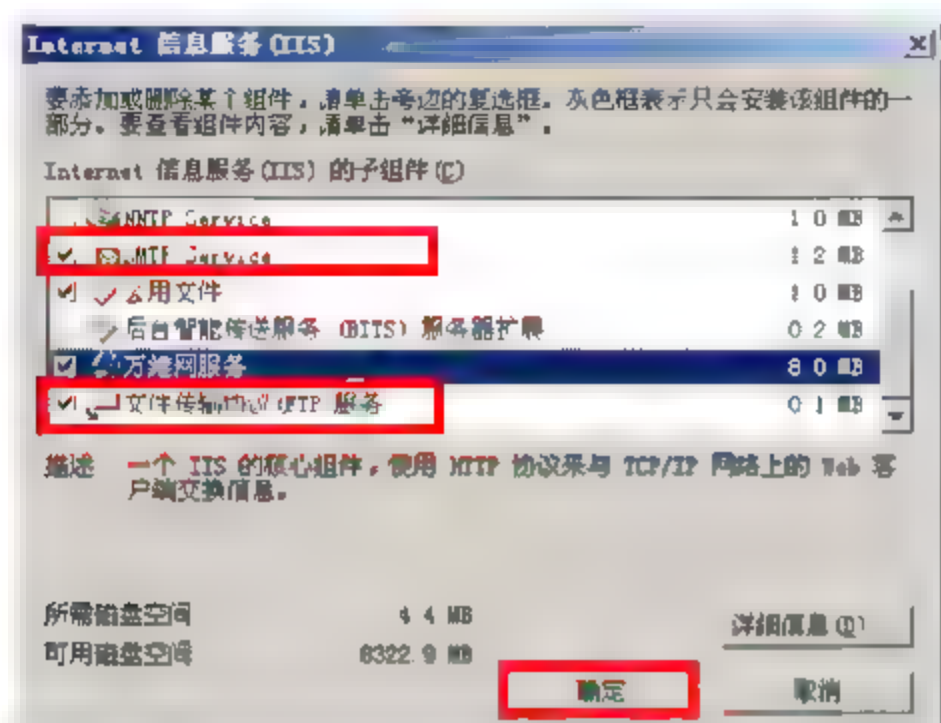 Internet 信息服务(IIS)
要添加或删除某个组件，请单击旁边的复选框。灰色框表示只会安装该组件的一
部分。要查看组件内容，请单击“详细信息”。
Internet 信息服务(IIS) 的子组件(C)
NNTP Service 1 0 MB
SMTP Service 1 2 MB
公用文件 1 0 MB
后台智能传送服务 (BITS) 服务器扩展 0 2 MB
万维网服务 8 0 MB
文件传输协议(FTP)服务 0 1 MB
描述 一个 IIS 的核心组件，使用 HTTP 协议来与 TCP/IP 网络上的 Web 客
户端交换信息。
所需磁盘空间 4 4 MB
可用磁盘空间 6322.9 MB
详细信息(D)
确定 取消